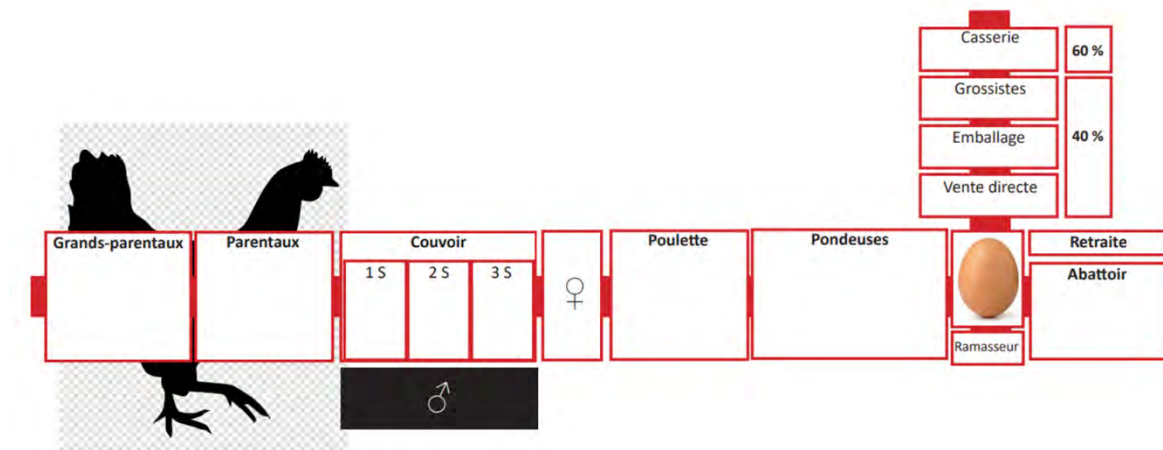 Casserie
60 %
Grossistes
Emballage
40 %
Vente directe
Grands-parentaux
Parentaux
Couvoir
1 S
2 S
3 S
♀
Poulette
Pondeuses
Retraite
Abattoir
Ramasseur
♂